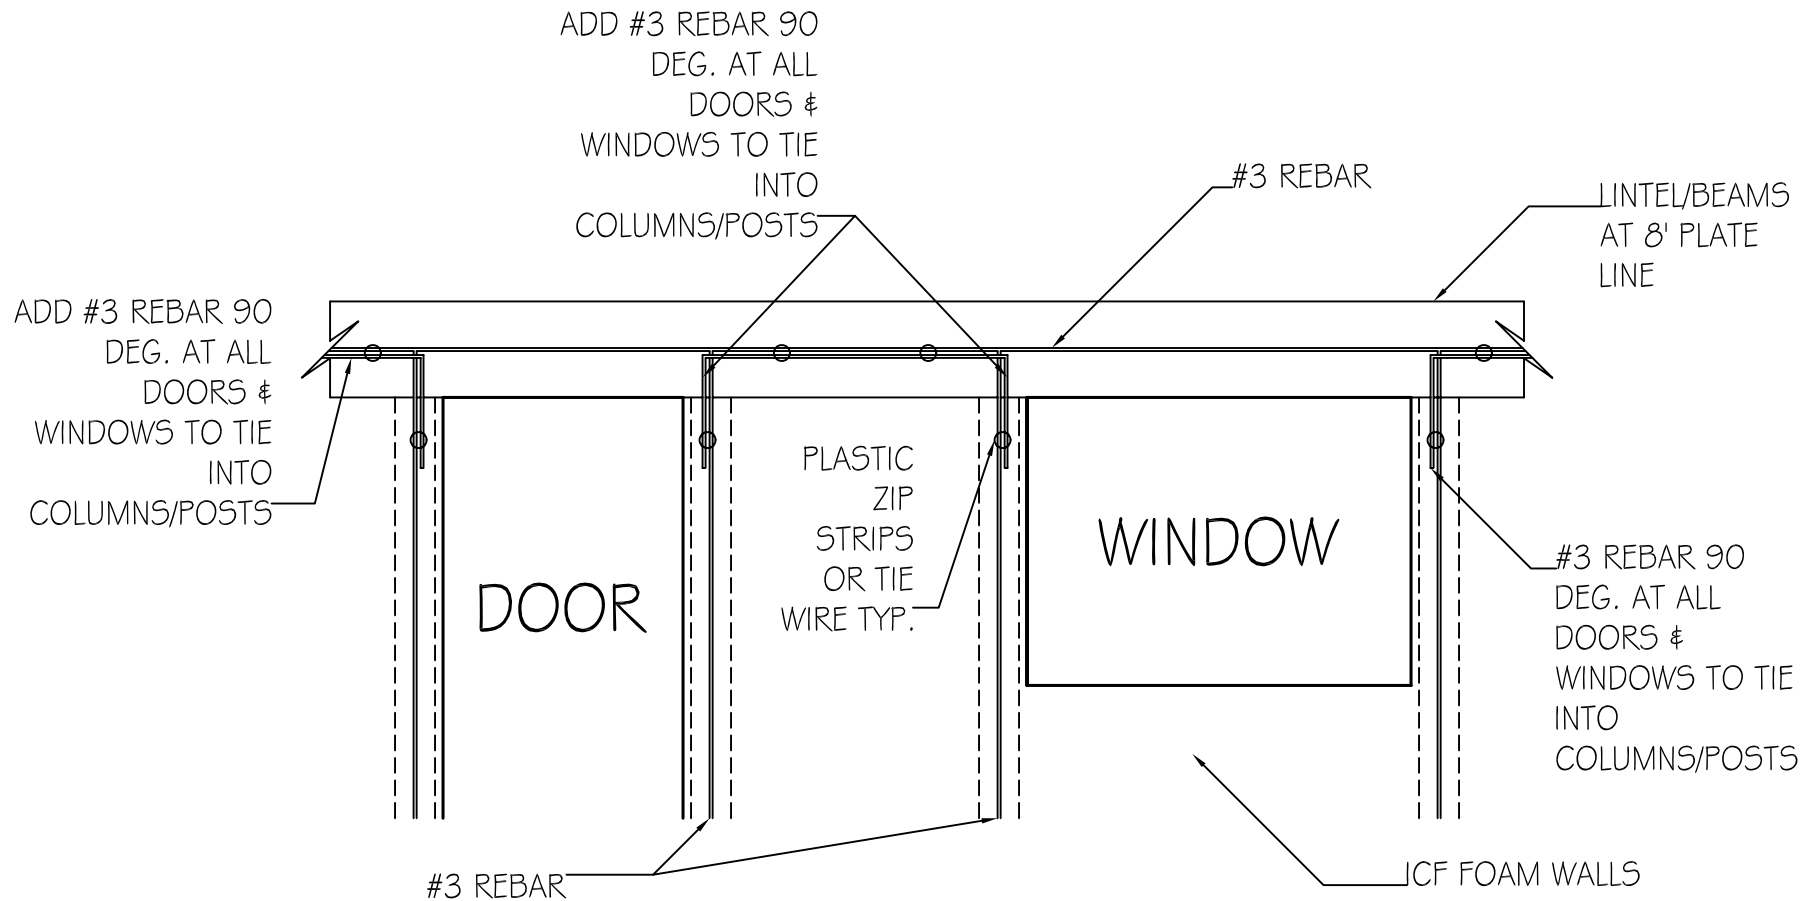 ADD #3 REBAR 90
DEG. AT ALL
DOORS &
WINDOWS TO TIE
INTO
COLUMNS/POSTS
#3 REBAR
LINTEL/BEAMS
AT 8' PLATE
LINE
ADD #3 REBAR 90
DEG. AT ALL
DOORS &
WINDOWS TO TIE
INTO
COLUMNS/POSTS
PLASTIC
ZIP
STRIPS
OR TIE
WIRE TYP.
DOOR
WINDOW
#3 REBAR 90
DEG. AT ALL
DOORS &
WINDOWS TO TIE
INTO
COLUMNS/POSTS
#3 REBAR
ICF FOAM WALLS